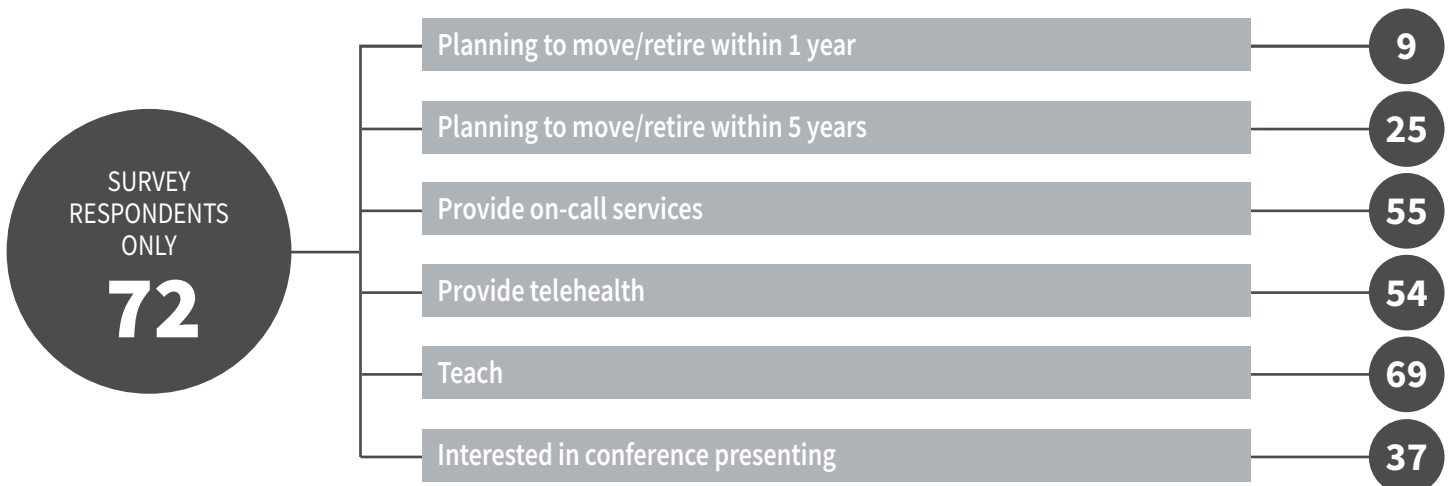 SURVEY
RESPONDENTS
ONLY
72
Planning to move/retire within 1 year
9
Planning to move/retire within 5 years
25
Provide on-call services
55
Provide telehealth
54
Teach
69
Interested in conference presenting
37